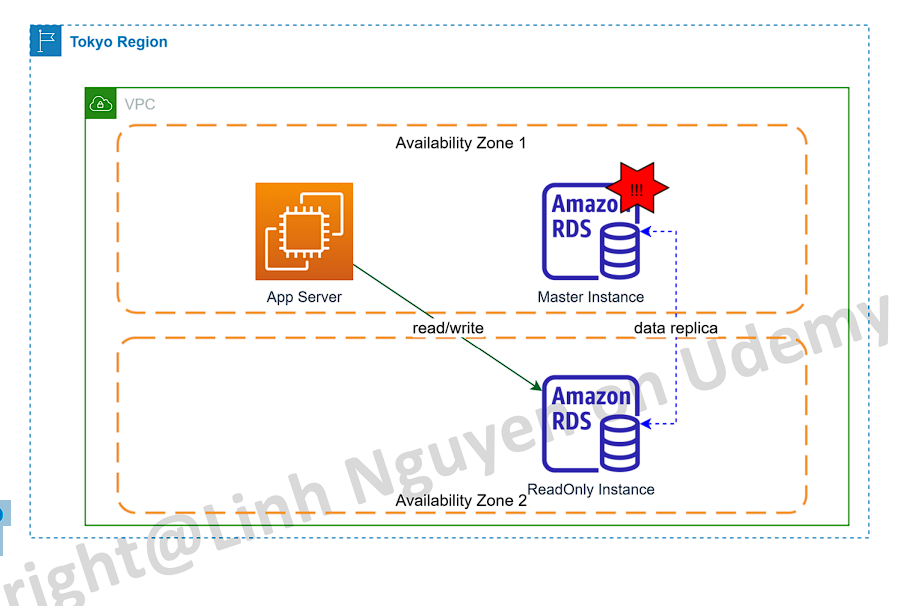 Tokyo Region
VPC
Availability Zone 1
!!!
Amazon
RDS
App Server
Master Instance
read/write
data replica
Amazon
RDS
ReadOnly Instance
Availability Zone 2
right@Linh Nguyen on Udemy